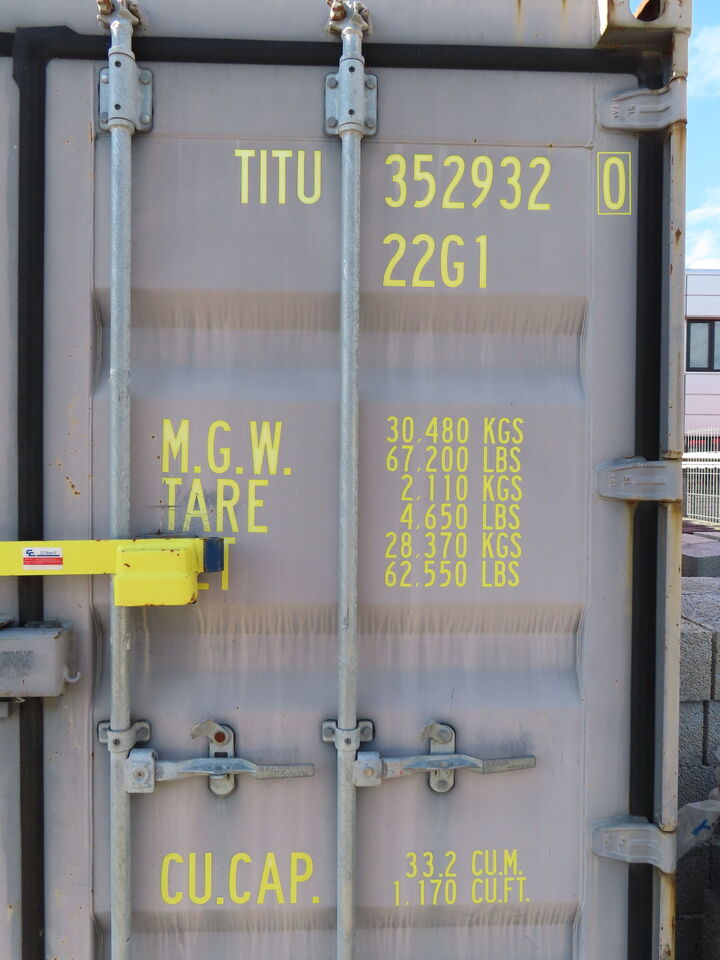 TITU 352932 0
22G1
M.G.W. 30,480 KGS
67,200 LBS
TARE 2,110 KGS
4,650 LBS
28,370 KGS
62,550 LBS
CU.CAP. 33.2 CU.M.
1,170 CU.FT.